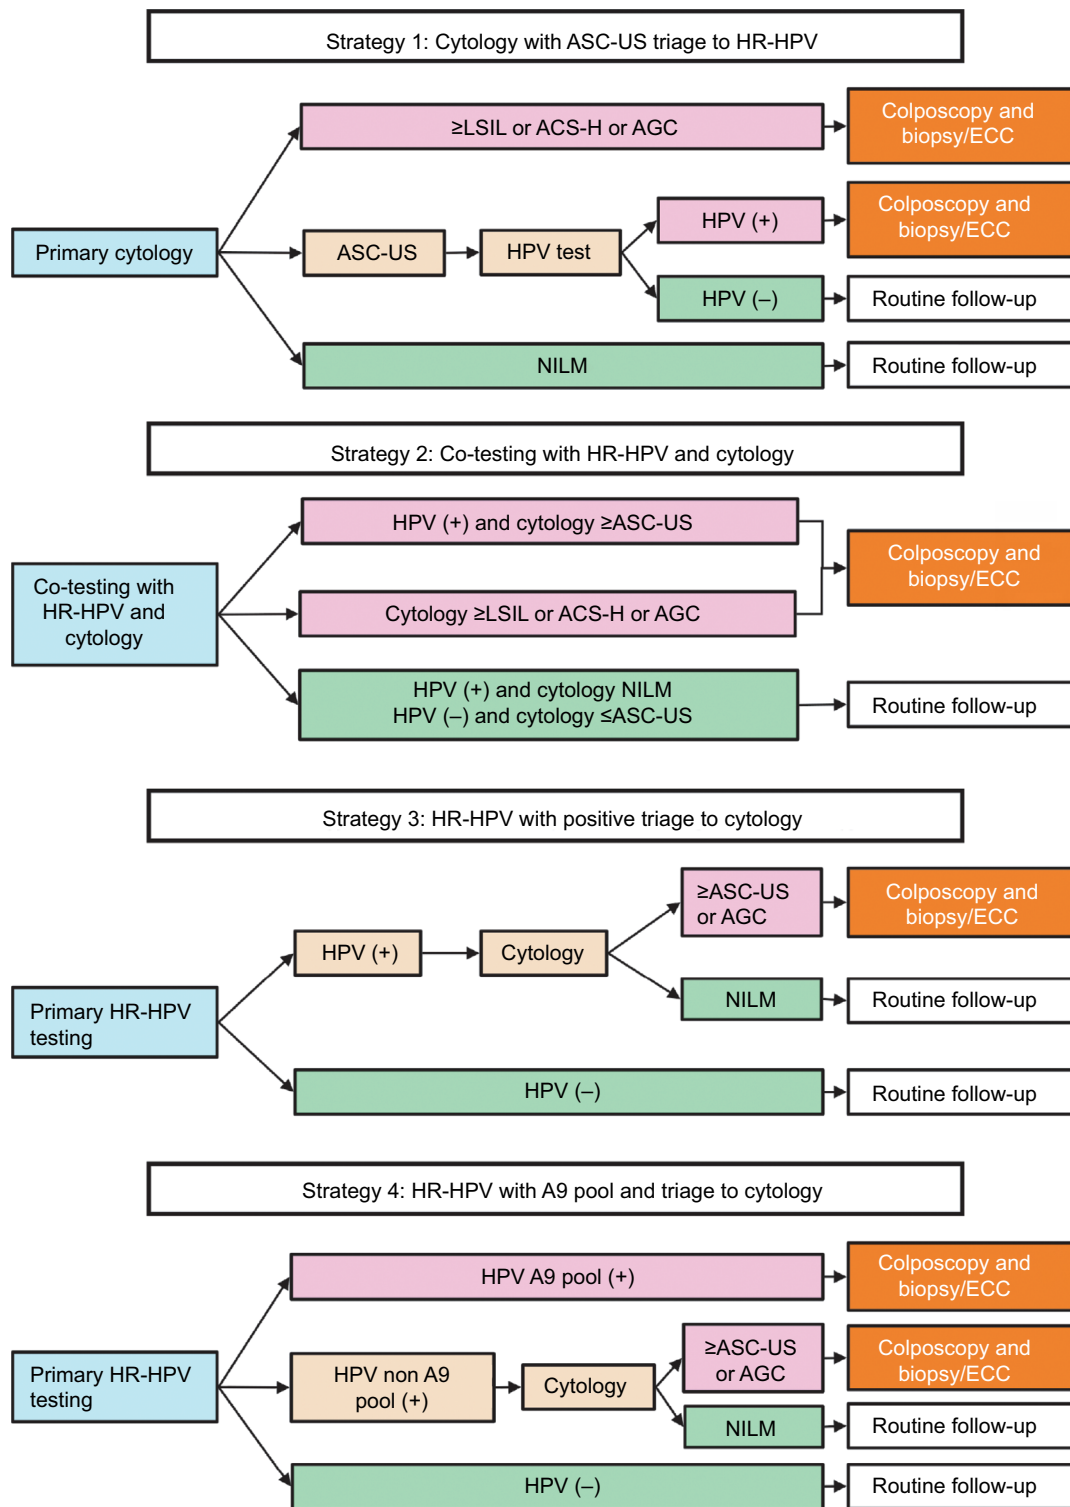 Strategy 1: Cytology with ASC-US triage to HR-HPV
≥LSIL or ACS-H or AGC
Colposcopy and
biopsy/ECC
Primary cytology
ASC-US
HPV test
HPV (+)
Colposcopy and
biopsy/ECC
HPV (–)
Routine follow-up
NILM
Routine follow-up
Strategy 2: Co-testing with HR-HPV and cytology
HPV (+) and cytology ≥ASC-US
Colposcopy and
biopsy/ECC
Co-testing with
HR-HPV and
cytology
Cytology ≥LSIL or ACS-H or AGC
HPV (+) and cytology NILM
HPV (–) and cytology ≤ASC-US
Routine follow-up
Strategy 3: HR-HPV with positive triage to cytology
≥ASC-US
or AGC
Colposcopy and
biopsy/ECC
HPV (+)
Cytology
NILM
Routine follow-up
Primary HR-HPV
testing
HPV (–)
Routine follow-up
Strategy 4: HR-HPV with A9 pool and triage to cytology
HPV A9 pool (+)
Colposcopy and
biopsy/ECC
Primary HR-HPV
testing
HPV non A9
pool (+)
Cytology
≥ASC-US
or AGC
Colposcopy and
biopsy/ECC
NILM
Routine follow-up
HPV (–)
Routine follow-up